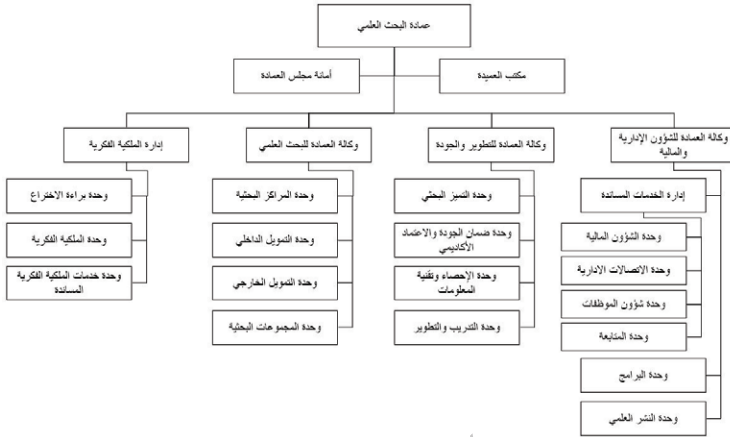 عمادة البحث العلمي
مكتب العميدة
أمانة مجلس العمادة
وكالة العمادة للشؤون الإدارية
والمالية
وكالة العمادة للتطوير والجودة
وكالة العمادة للبحث العلمي
إدارة الملكية الفكرية
إدارة الخدمات المساندة
وحدة الشؤون المالية
وحدة الاتصالات الادارية
وحدة شؤون الموظفات
وحدة المتابعة
وحدة البرامج
وحدة النشر العلمي
وحدة التميز البحثي
وحدة ضمان الجودة والاعتماد
الأكاديمي
وحدة الإحصاء وتقنية
المعلومات
وحدة التدريب والتطوير
وحدة المراكز البحثية
وحدة التمويل الداخلي
وحدة التمويل الخارجي
وحدة المجموعات البحثية
وحدة براءة الاختراع
وحدة الملكية الفكرية
وحدة خدمات الملكية الفكرية
المساندة